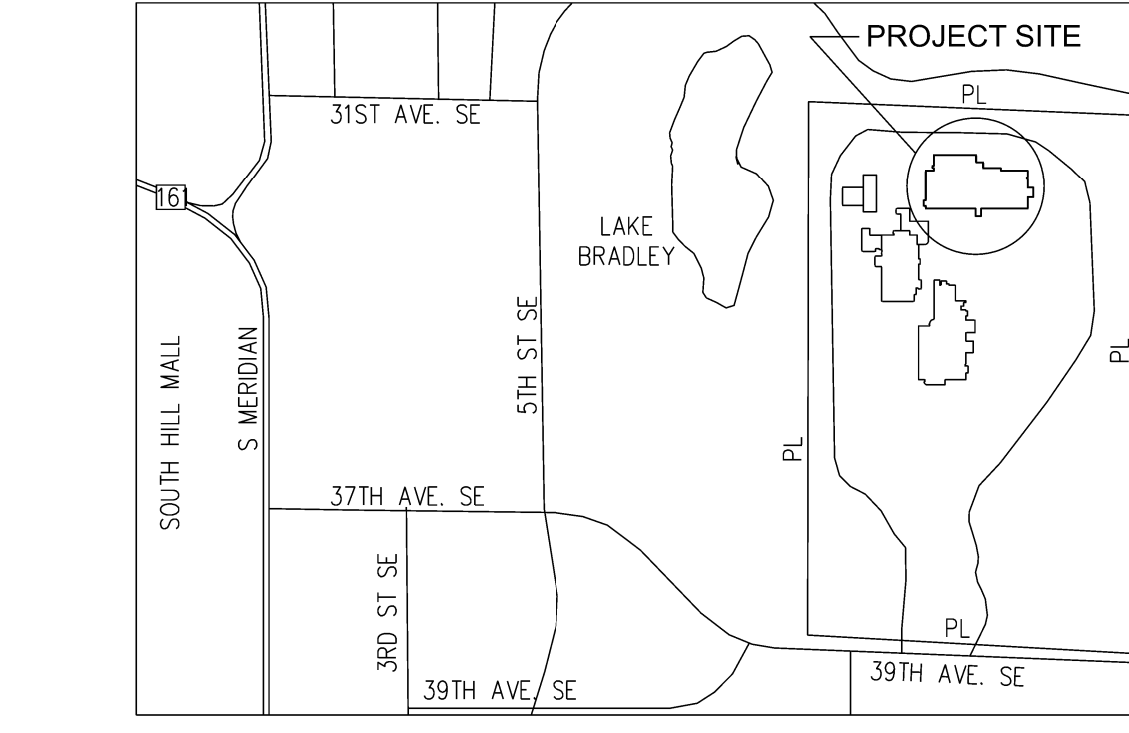 PROJECT SITE
PL
31ST AVE. SE
161
LAKE
BRADLEY
5TH ST SE
S MERIDIAN
SOUTH HILL MALL
PL
PL
37TH AVE. SE
3RD ST SE
PL
39TH AVE. SE
39TH AVE. SE